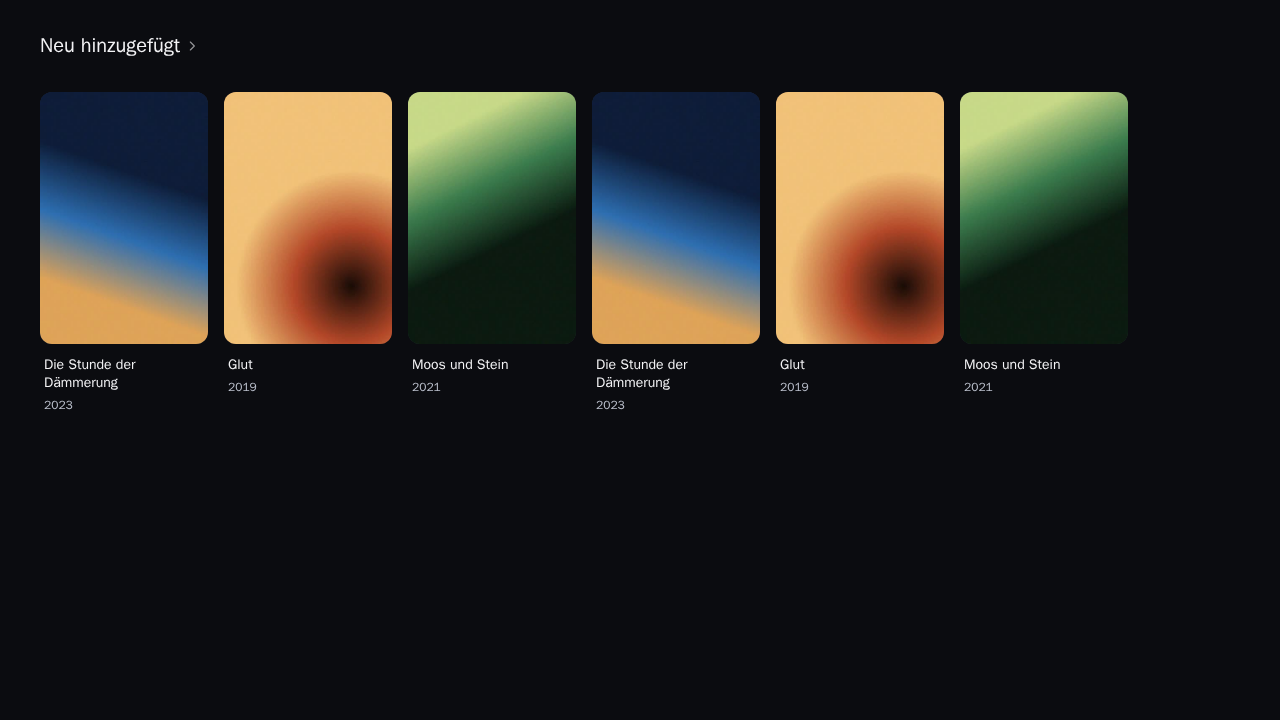 Neu hinzugefügt
Die Stunde der
Dämmerung
2023
Glut
2019
Moos und Stein
2021
Die Stunde der
Dämmerung
2023
Glut
2019
Moos und Stein
2021